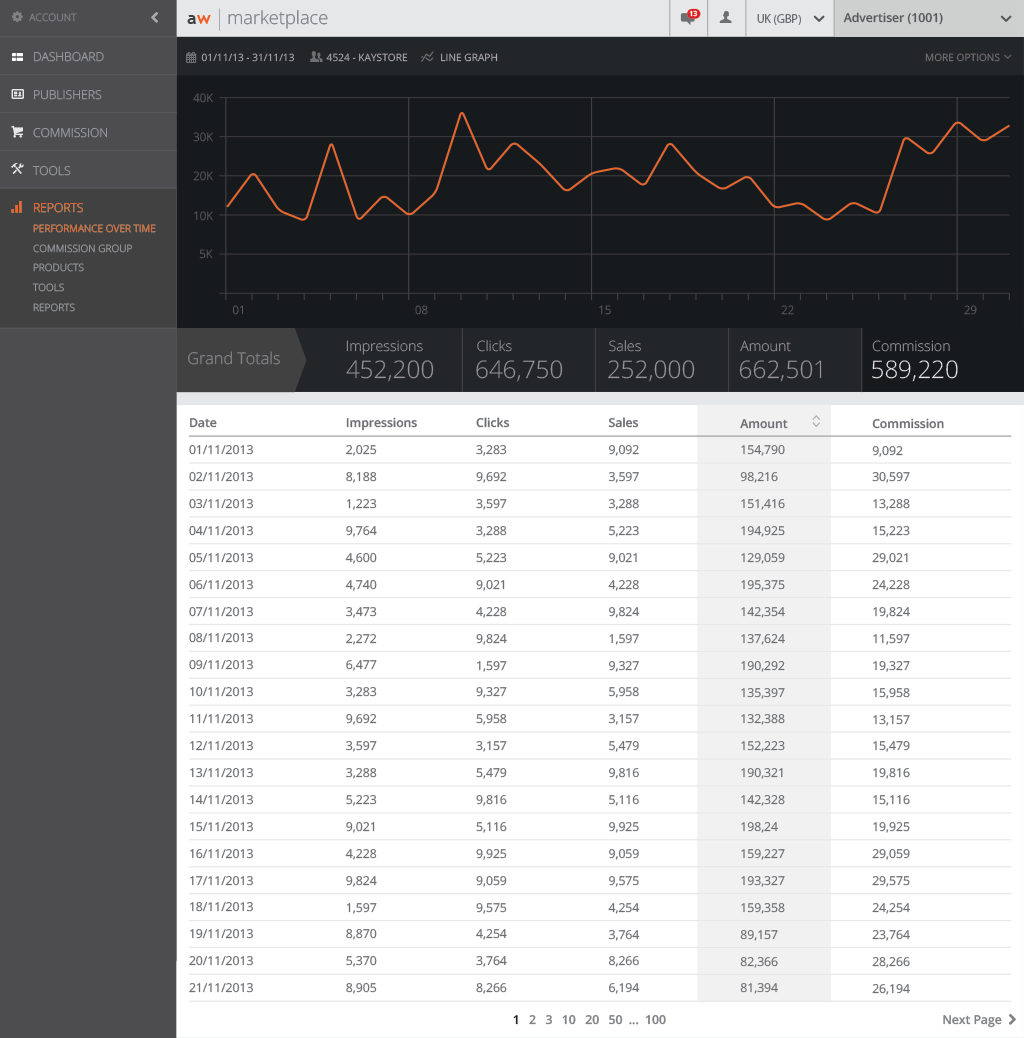 ACCOUNT
aw marketplace
13
UK (GBP)
Advertiser (1001)
DASHBOARD
PUBLISHERS
COMMISSION
TOOLS
REPORTS
PERFORMANCE OVER TIME
COMMISSION GROUP
PRODUCTS
TOOLS
REPORTS
01/11/13 - 31/11/13 4524 - KAYSTORE LINE GRAPH MORE OPTIONS
40K
30K
20K
10K
5K
01 08 15 22 29
Grand Totals
Impressions
452,200
Clicks
646,750
Sales
252,000
Amount
662,501
Commission
589,220
Date Impressions Clicks Sales Amount Commission
01/11/2013 2,025 3,283 9,092 154,790 9,092
02/11/2013 8,188 9,692 3,597 98,216 30,597
03/11/2013 1,223 3,597 3,288 151,416 13,288
04/11/2013 9,764 3,288 5,223 194,925 15,223
05/11/2013 4,600 5,223 9,021 129,059 29,021
06/11/2013 4,740 9,021 4,228 195,375 24,228
07/11/2013 3,473 4,228 9,824 142,354 19,824
08/11/2013 2,272 9,824 1,597 137,624 11,597
09/11/2013 6,477 1,597 9,327 190,292 19,327
10/11/2013 3,283 9,327 5,958 135,397 15,958
11/11/2013 9,692 5,958 3,157 132,388 13,157
12/11/2013 3,597 3,157 5,479 152,223 15,479
13/11/2013 3,288 5,479 9,816 190,321 19,816
14/11/2013 5,223 9,816 5,116 142,328 15,116
15/11/2013 9,021 5,116 9,925 198,24 19,925
16/11/2013 4,228 9,925 9,059 159,227 29,059
17/11/2013 9,824 9,059 9,575 193,327 29,575
18/11/2013 1,597 9,575 4,254 159,358 24,254
19/11/2013 8,870 4,254 3,764 89,157 23,764
20/11/2013 5,370 3,764 8,266 82,366 28,266
21/11/2013 8,905 8,266 6,194 81,394 26,194
1 2 3 10 20 50 ... 100 Next Page